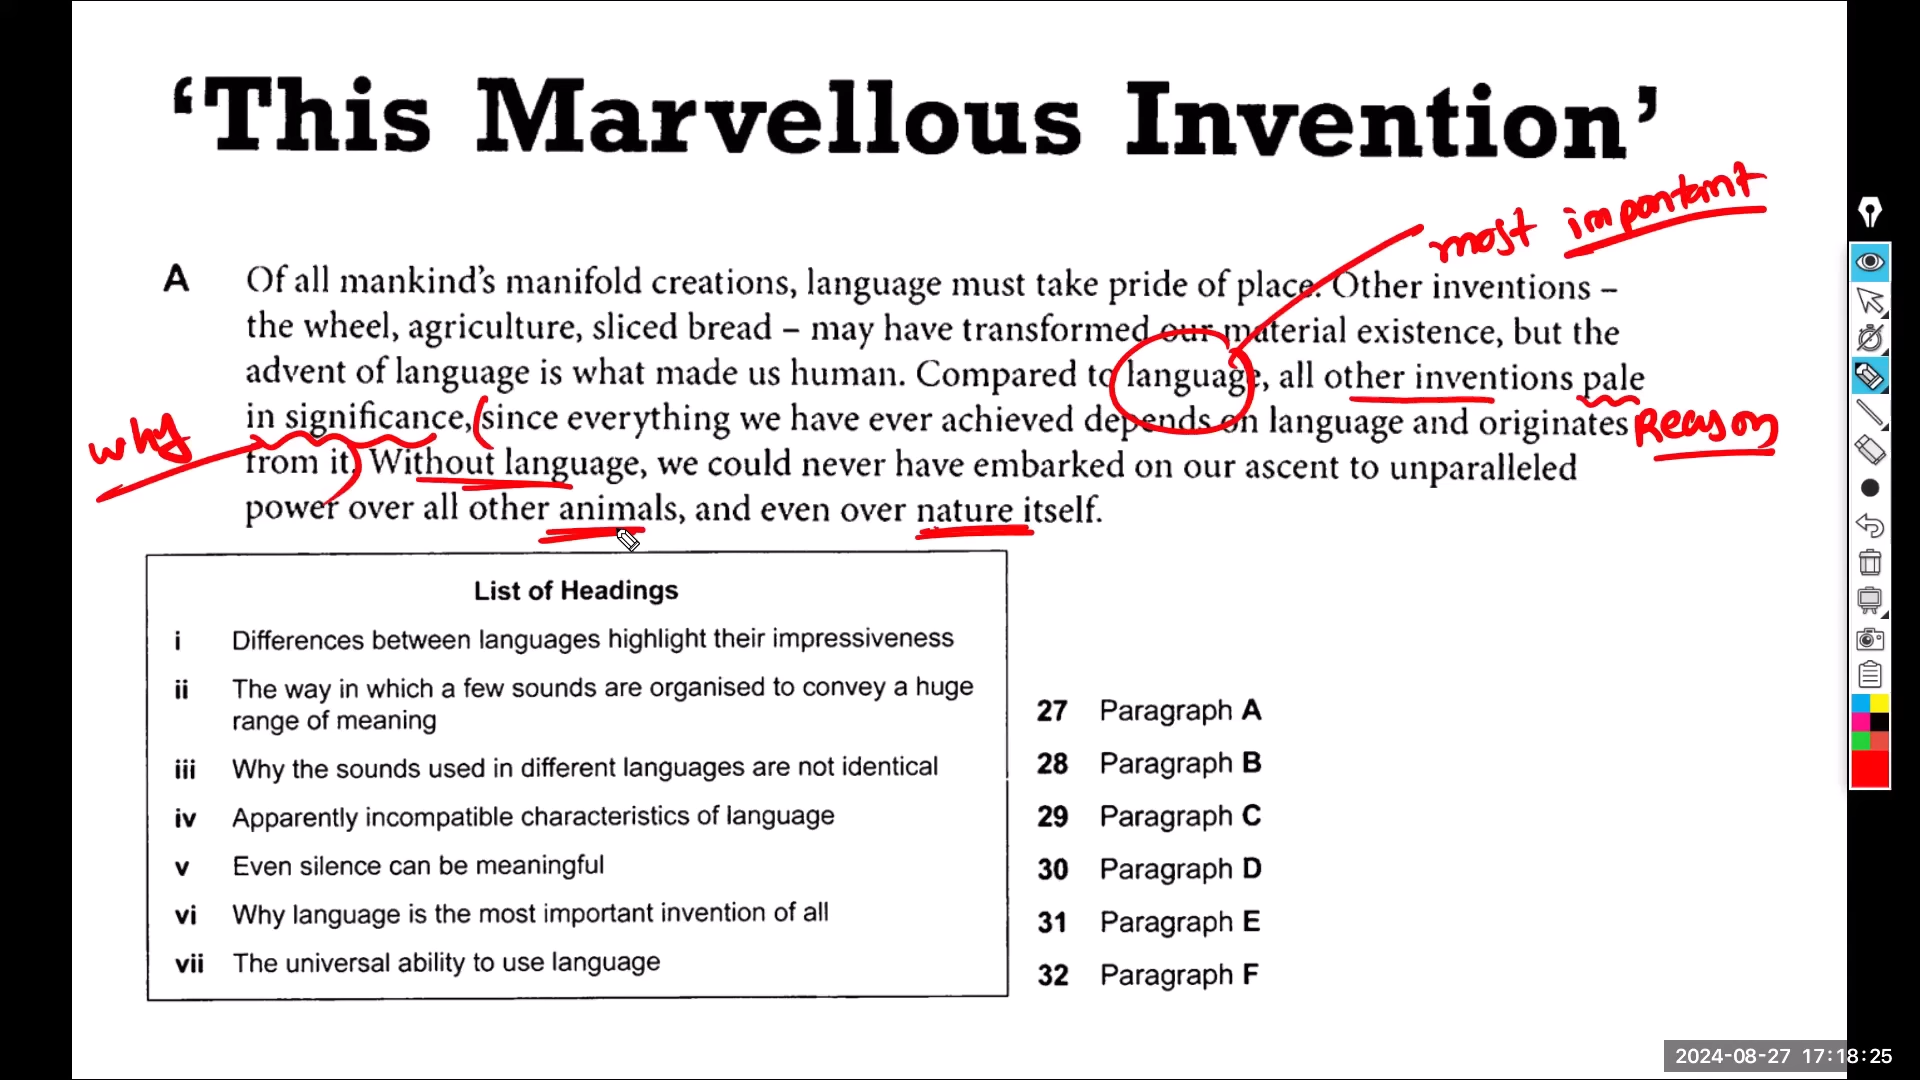 ‘This Marvellous Invention’
most important
A Of all mankind’s manifold creations, language must take pride of place. Other inventions –
the wheel, agriculture, sliced bread – may have transformed our material existence, but the
advent of language is what made us human. Compared to language, all other inventions pale
in significance, since everything we have ever achieved depends on language and originates
why
Reason
from it. Without language, we could never have embarked on our ascent to unparalleled
power over all other animals, and even over nature itself.
List of Headings
i Differences between languages highlight their impressiveness
ii The way in which a few sounds are organised to convey a huge
range of meaning
iii Why the sounds used in different languages are not identical
iv Apparently incompatible characteristics of language
v Even silence can be meaningful
vi Why language is the most important invention of all
vii The universal ability to use language
27 Paragraph A
28 Paragraph B
29 Paragraph C
30 Paragraph D
31 Paragraph E
32 Paragraph F
2024-08-27 17:18:25